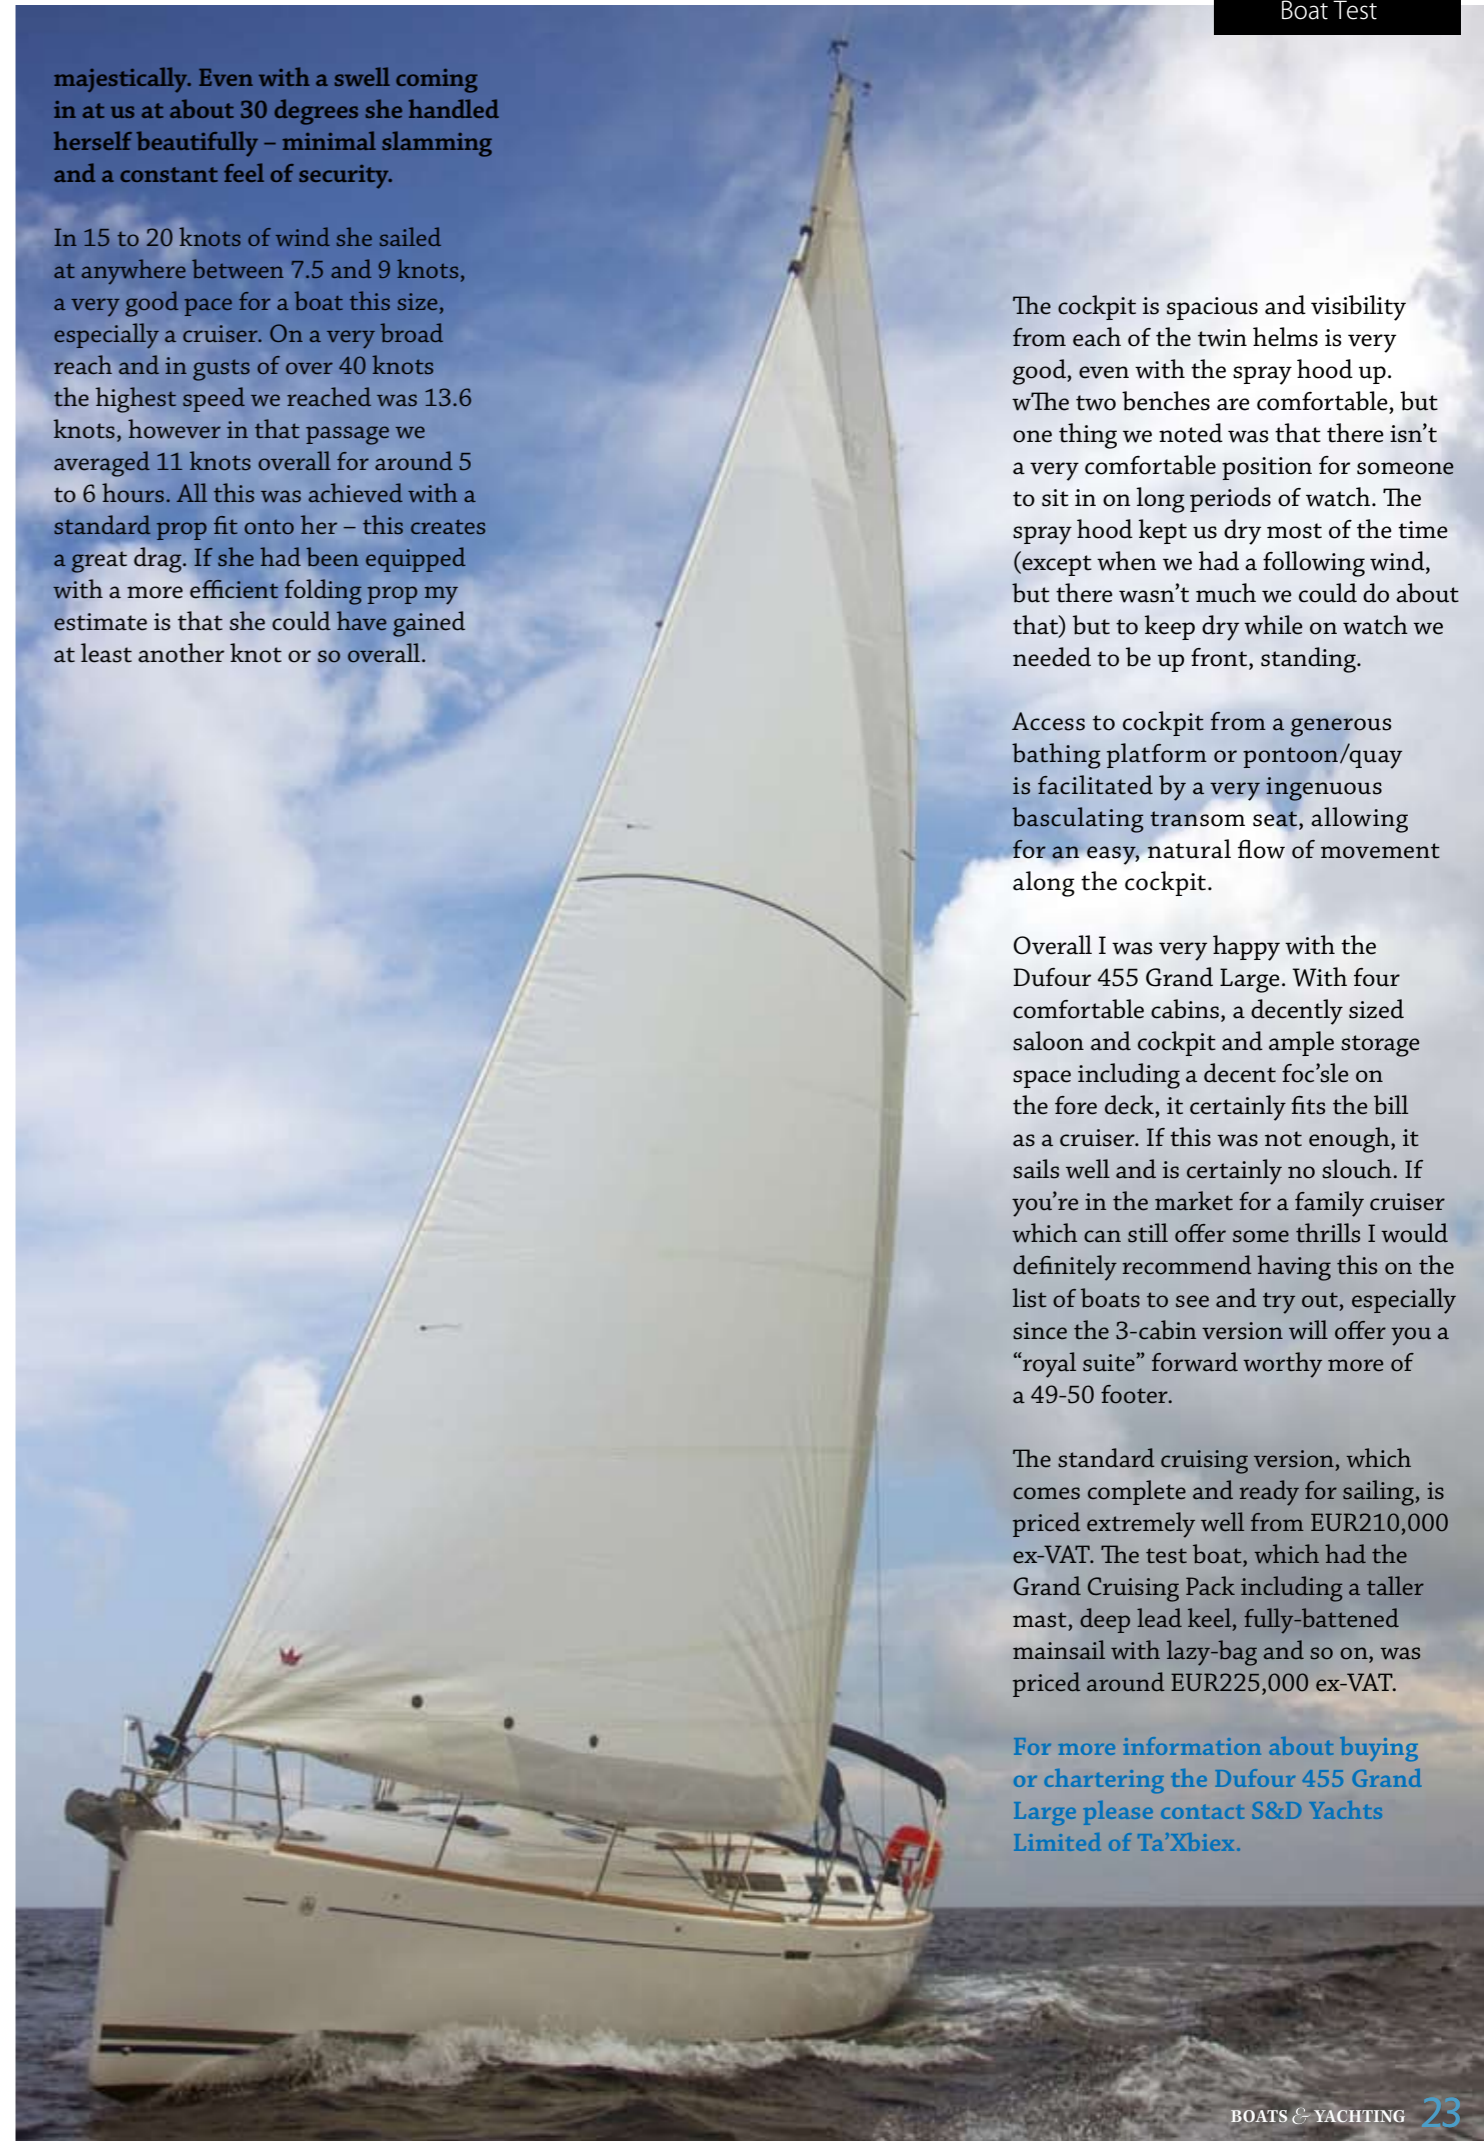 Boat Test
majestically. Even with a swell coming
in at us at about 30 degrees she handled
herself beautifully – minimal slamming
and a constant feel of security.
In 15 to 20 knots of wind she sailed
at anywhere between 7.5 and 9 knots,
a very good pace for a boat this size,
especially a cruiser. On a very broad
reach and in gusts of over 40 knots
the highest speed we reached was 13.6
knots, however in that passage we
averaged 11 knots overall for around 5
to 6 hours. All this was achieved with a
standard prop fit onto her – this creates
a great drag. If she had been equipped
with a more efficient folding prop my
estimate is that she could have gained
at least another knot or so overall.
The cockpit is spacious and visibility
from each of the twin helms is very
good, even with the spray hood up.
wThe two benches are comfortable, but
one thing we noted was that there isn’t
a very comfortable position for someone
to sit in on long periods of watch. The
spray hood kept us dry most of the time
(except when we had a following wind,
but there wasn’t much we could do about
that) but to keep dry while on watch we
needed to be up front, standing.
Access to cockpit from a generous
bathing platform or pontoon/quay
is facilitated by a very ingenuous
basculating transom seat, allowing
for an easy, natural flow of movement
along the cockpit.
Overall I was very happy with the
Dufour 455 Grand Large. With four
comfortable cabins, a decently sized
saloon and cockpit and ample storage
space including a decent foc’sle on
the fore deck, it certainly fits the bill
as a cruiser. If this was not enough, it
sails well and is certainly no slouch. If
you’re in the market for a family cruiser
which can still offer some thrills I would
definitely recommend having this on the
list of boats to see and try out, especially
since the 3-cabin version will offer you a
“royal suite” forward worthy more of
a 49-50 footer.
The standard cruising version, which
comes complete and ready for sailing, is
priced extremely well from EUR210,000
ex-VAT. The test boat, which had the
Grand Cruising Pack including a taller
mast, deep lead keel, fully-battened
mainsail with lazy-bag and so on, was
priced around EUR225,000 ex-VAT.
For more information about buying
or chartering the Dufour 455 Grand
Large please contact S&D Yachts
Limited of Ta’Xbiex.
BOATS & YACHTING 23